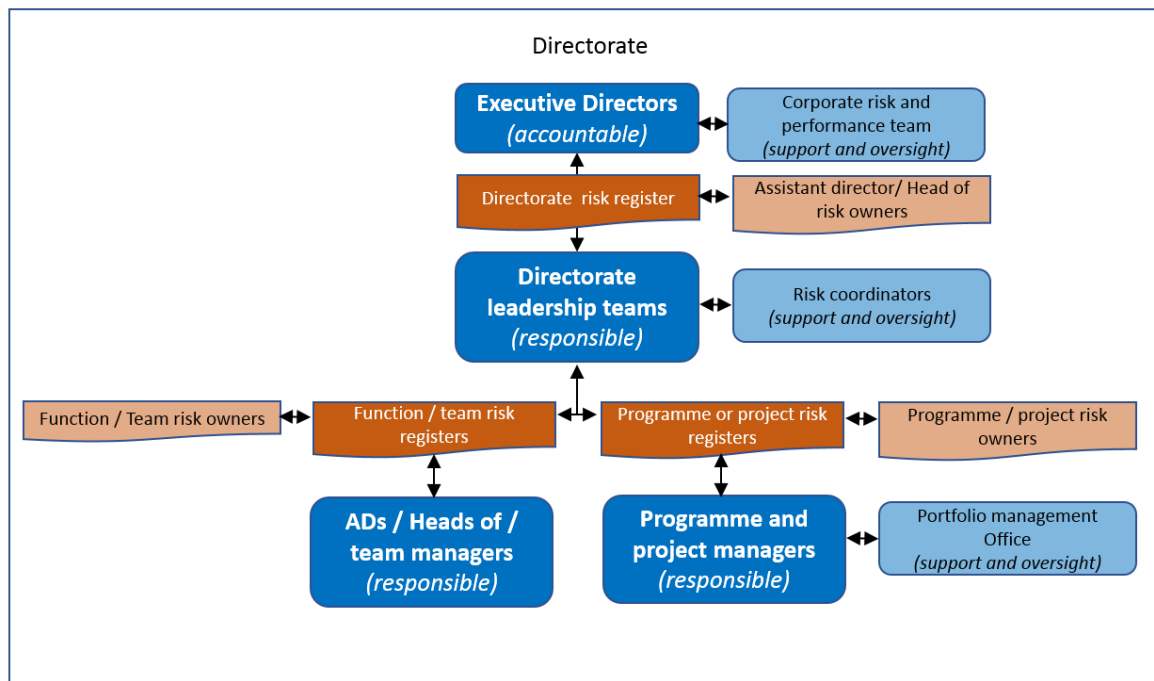 Directorate
Executive Directors
(accountable)
Corporate risk and
performance team
(support and oversight)
Directorate risk register
Assistant director/ Head of
risk owners
Directorate
leadership teams
(responsible)
Risk coordinators
(support and oversight)
Function / Team risk owners
Function / team risk
registers
Programme or project risk
registers
Programme / project risk
owners
ADs / Heads of /
team managers
(responsible)
Programme and
project managers
(responsible)
Portfolio management
Office
(support and oversight)